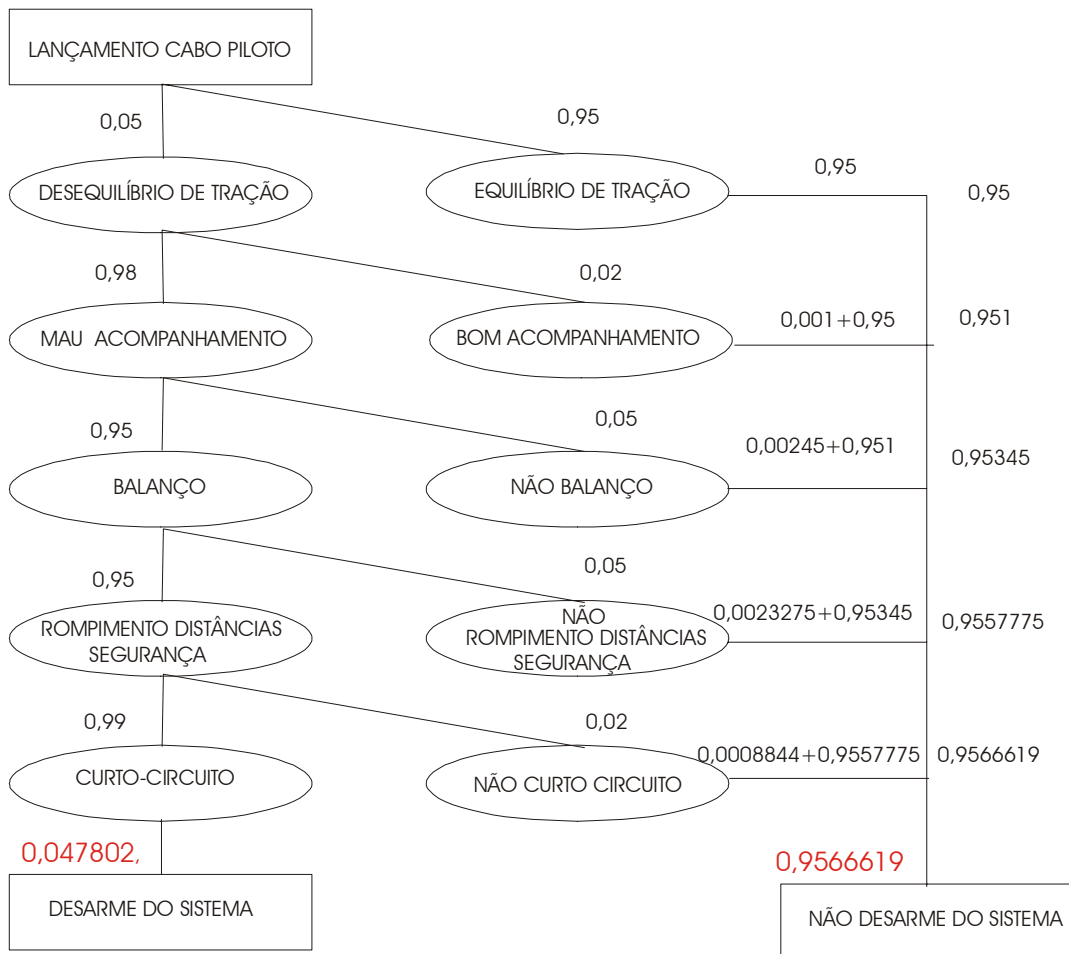 LANÇAMENTO CABO PILOTO
0,05
0,95
DESEQUILÍBRIO DE TRAÇÃO
EQUILÍBRIO DE TRAÇÃO
0,95
0,95
0,98
0,02
MAU ACOMPANHAMENTO
BOM ACOMPANHAMENTO
0,001+0,95
0,951
0,95
0,05
BALANÇO
NÃO BALANÇO
0,00245+0,951
0,95345
0,95
0,05
ROMPIMENTO DISTÂNCIAS
SEGURANÇA
NÃO
ROMPIMENTO DISTÂNCIAS
SEGURANÇA
0,0023275+0,95345
0,9557775
0,99
0,02
CURTO-CIRCUITO
NÃO CURTO CIRCUITO
0,0008844+0,9557775
0,9566619
0,047802,
0,9566619
DESARME DO SISTEMA
NÃO DESARME DO SISTEMA